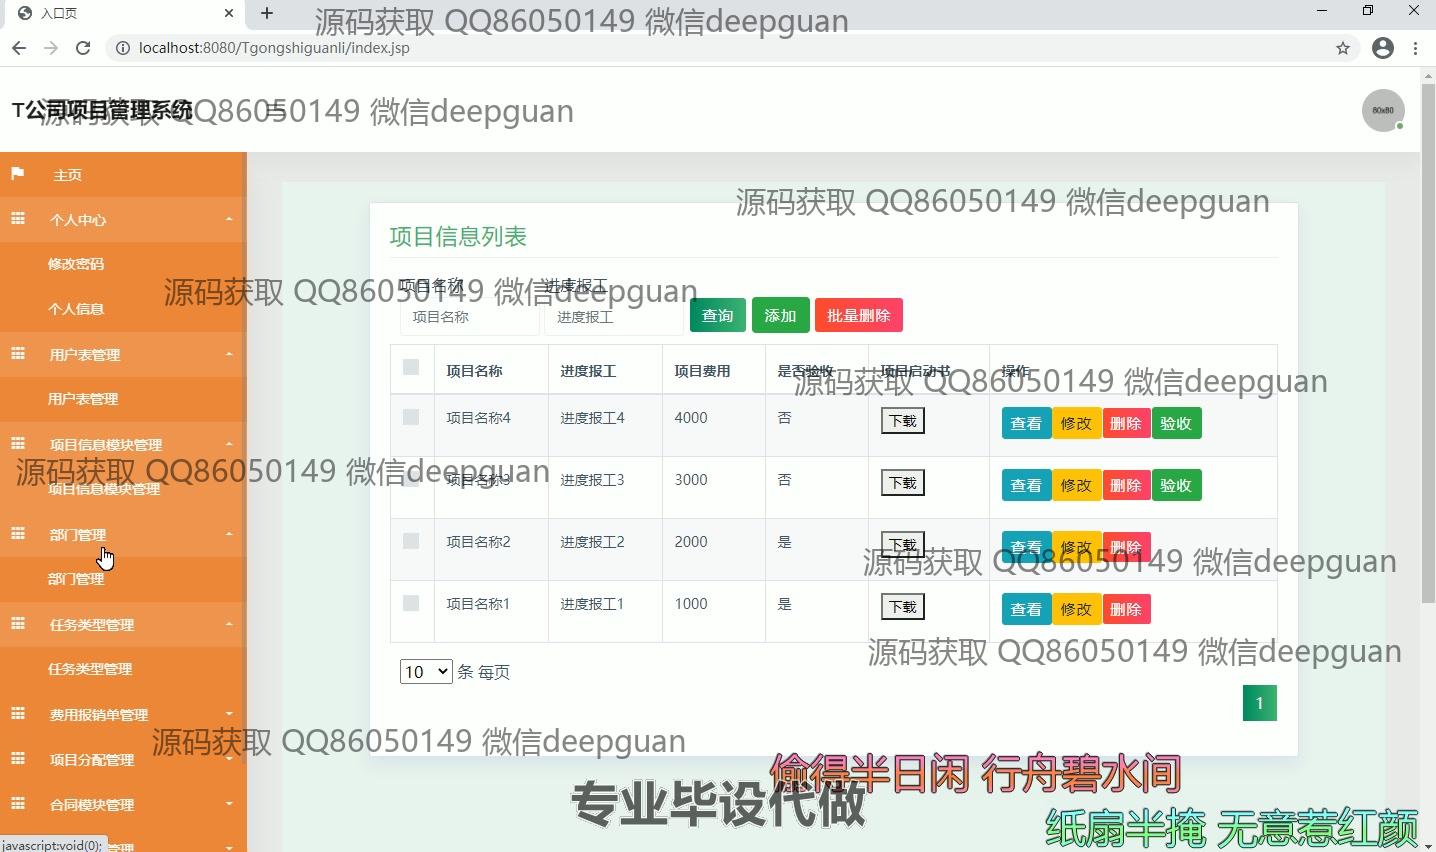 入口页
源码获取 QQ86050149 微信deepguan
localhost:8080/Tgongshiguanli/index.jsp
T公司项目管理系统
源码获取 QQ86050149 微信deepguan
80x80
主页
个人中心
修改密码
个人信息
用户表管理
用户表管理
项目信息模块管理
项目信息模块管理
部门管理
部门管理
任务类型管理
任务类型管理
费用报销单管理
项目分配管理
合同模块管理
管理
javascript:void(0);
源码获取 QQ86050149 微信deepguan
项目信息列表
源码获取 QQ86050149 微信deepguan
项目名称 进度报工
项目名称 进度报工 查询 添加 批量删除
项目名称 进度报工 项目费用 是否验收 项目启动书 操作
源码获取 QQ86050149 微信deepguan
项目名称4 进度报工4 4000 否 下载 查看 修改 删除 验收
源码获取 QQ86050149 微信deepguan
项目名称3 进度报工3 3000 否 下载 查看 修改 删除 验收
项目名称2 进度报工2 2000 是 下载 查看 修改 删除
源码获取 QQ86050149 微信deepguan
项目名称1 进度报工1 1000 是 下载 查看 修改 删除
源码获取 QQ86050149 微信deepguan
10 条 每页
1
源码获取 QQ86050149 微信deepguan
偷得半日闲 行舟碧水间
专业毕设代做
纸扇半掩 无意惹红颜